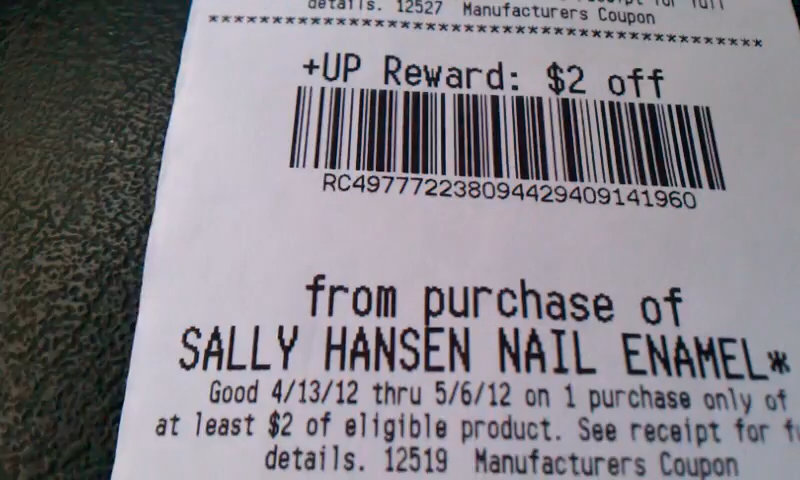 details. 12527 Manufacturers Coupon
*******************************************
+UP Reward: $2 off
RC497772238094429409141960
from purchase of
SALLY HANSEN NAIL ENAMEL*
Good 4/13/12 thru 5/6/12 on 1 purchase only of
at least $2 of eligible product. See receipt for
details. 12519 Manufacturers Coupon